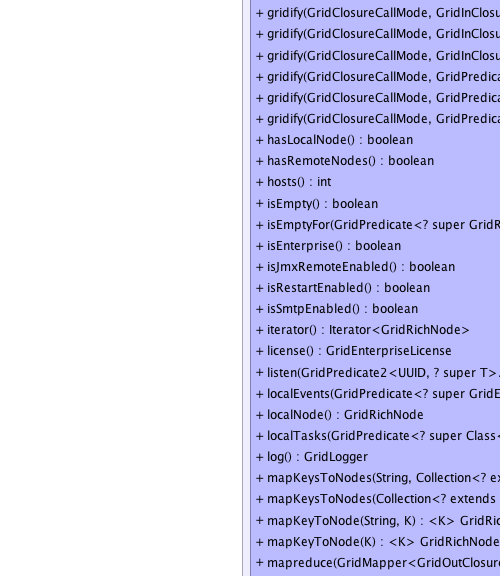 + gridify(GridClosureCallMode, GridInClosu
+ gridify(GridClosureCallMode, GridInClosu
+ gridify(GridClosureCallMode, GridInClosu
+ gridify(GridClosureCallMode, GridPredica
+ gridify(GridClosureCallMode, GridPredica
+ gridify(GridClosureCallMode, GridPredica
+ hasLocalNode() : boolean
+ hasRemoteNodes() : boolean
+ hosts() : int
+ isEmpty() : boolean
+ isEmptyFor(GridPredicate<? super GridR
+ isEnterprise() : boolean
+ isJmxRemoteEnabled() : boolean
+ isRestartEnabled() : boolean
+ isSmtpEnabled() : boolean
+ iterator() : Iterator<GridRichNode>
+ license() : GridEnterpriseLicense
+ listen(GridPredicate2<UUID, ? super T>.
+ localEvents(GridPredicate<? super GridE
+ localNode() : GridRichNode
+ localTasks(GridPredicate<? super Class<
+ log() : GridLogger
+ mapKeysToNodes(String, Collection<? ex
+ mapKeysToNodes(Collection<? extends
+ mapKeyToNode(String, K) : <K> GridRic
+ mapKeyToNode(K) : <K> GridRichNode
+ mapreduce(GridMapper<GridOutClosure